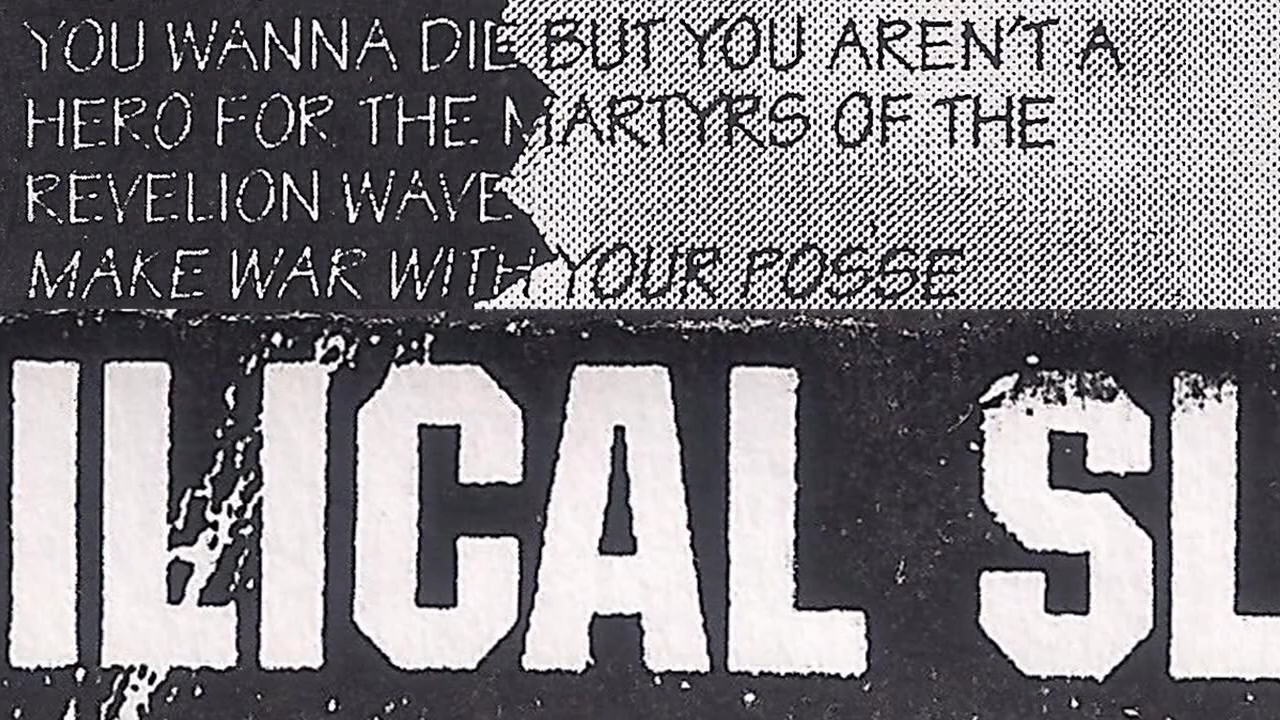 YOU WANNA DIE BUT YOU AREN'T A
HERO FOR THE MARTYRS OF THE
REVELION WAVE
MAKE WAR WITH YOUR POSSE
ILICAL SL